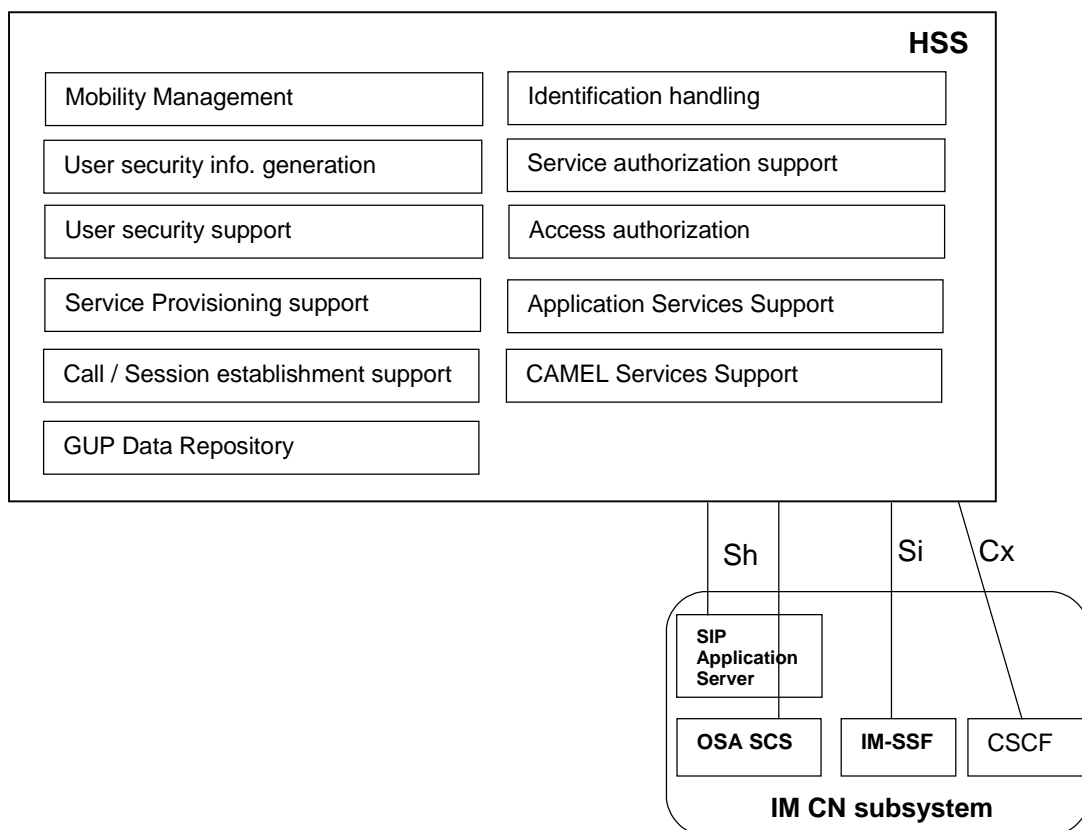 HSS
Mobility Management
Identification handling
User security info. generation
Service authorization support
User security support
Access authorization
Service Provisioning support
Application Services Support
Call / Session establishment support
CAMEL Services Support
GUP Data Repository
Sh
Si
Cx
SIP
Application
Server
OSA SCS
IM-SSF
CSCF
IM CN subsystem